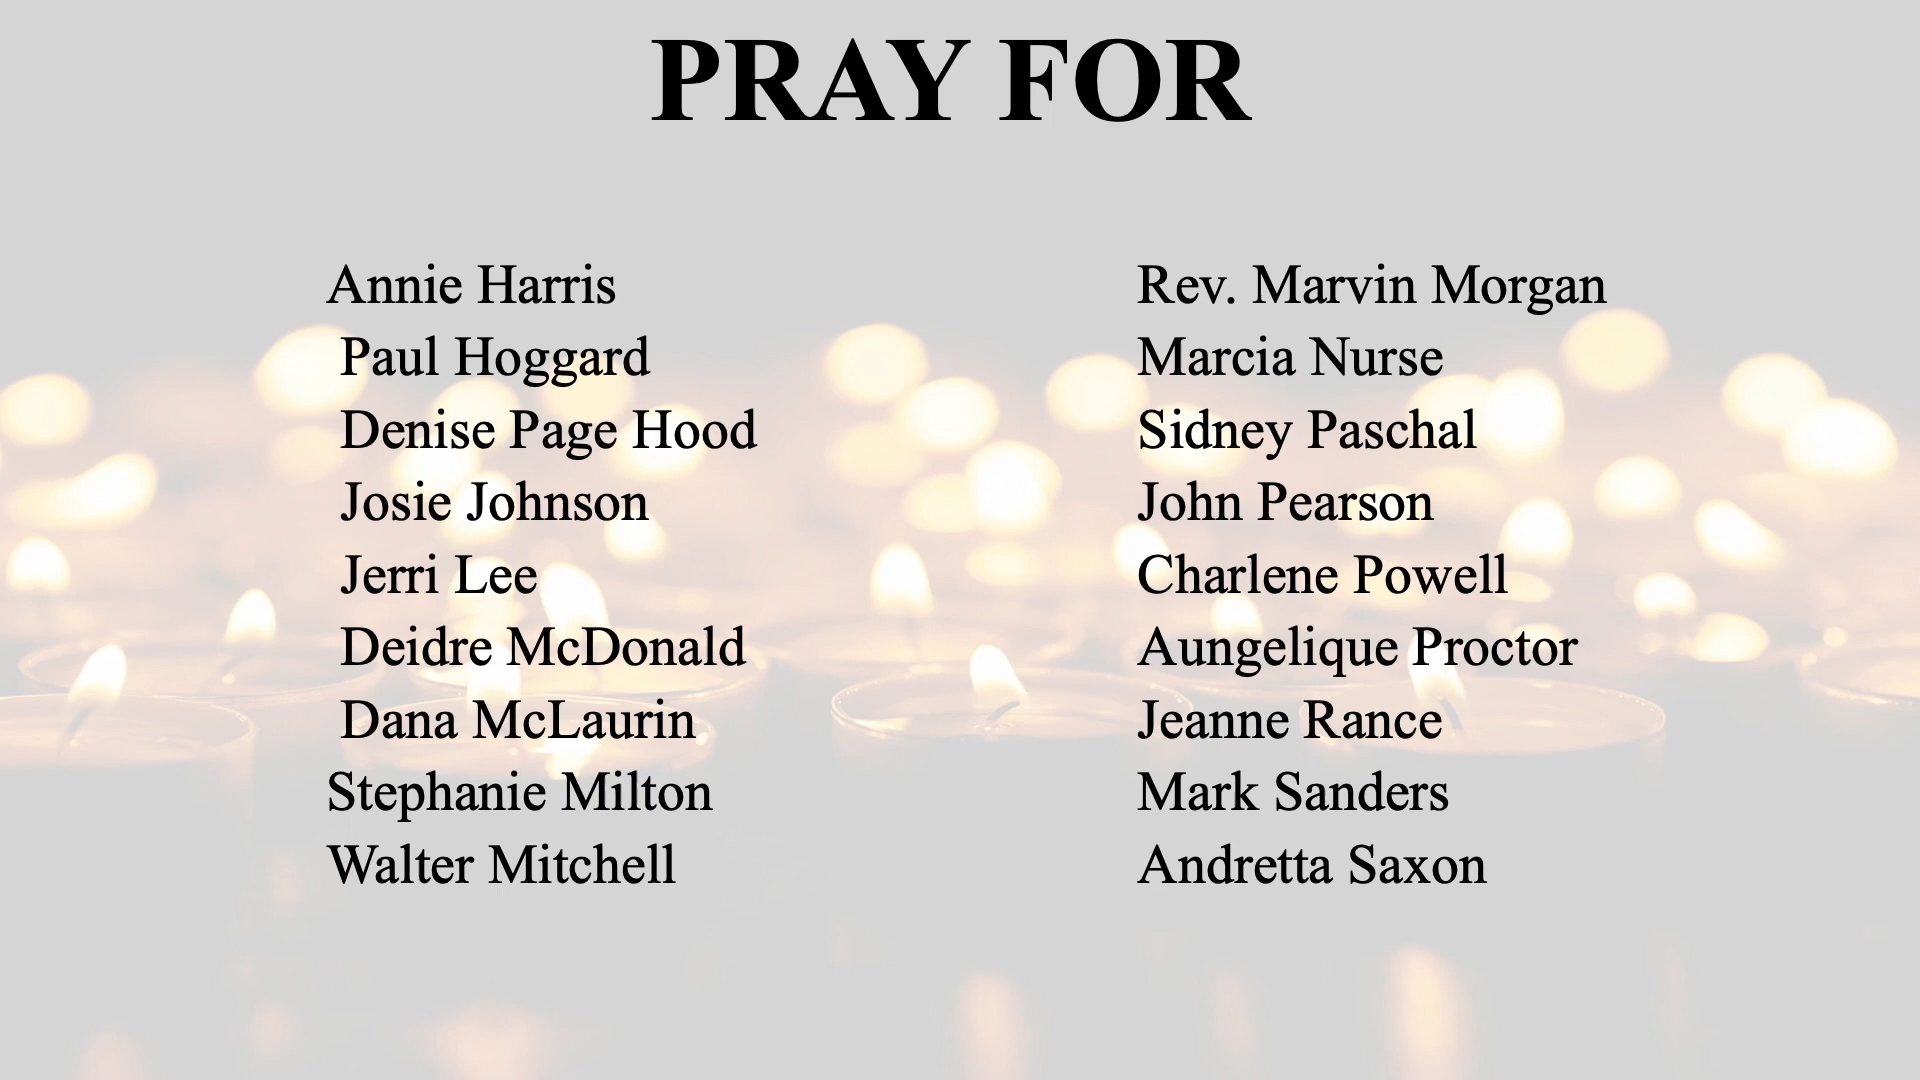 PRAY FOR
Annie Harris
Paul Hoggard
Denise Page Hood
Josie Johnson
Jerri Lee
Deidre McDonald
Dana McLaurin
Stephanie Milton
Walter Mitchell
Rev. Marvin Morgan
Marcia Nurse
Sidney Paschal
John Pearson
Charlene Powell
Aungelique Proctor
Jeanne Rance
Mark Sanders
Andretta Saxon